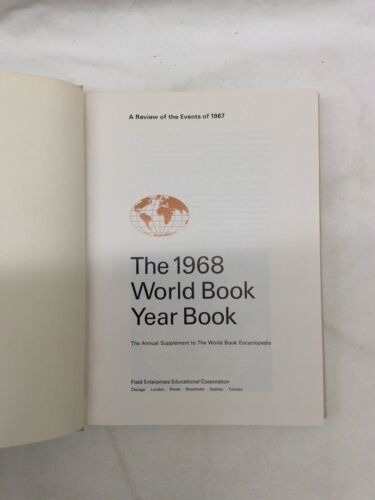 A Review of the Events of 1967
The 1968
World Book
Year Book
The Annual Supplement to The World Book Encyclopedia
Field Enterprises Educational Corporation
Chicago London Rome Stockholm Sydney Toronto